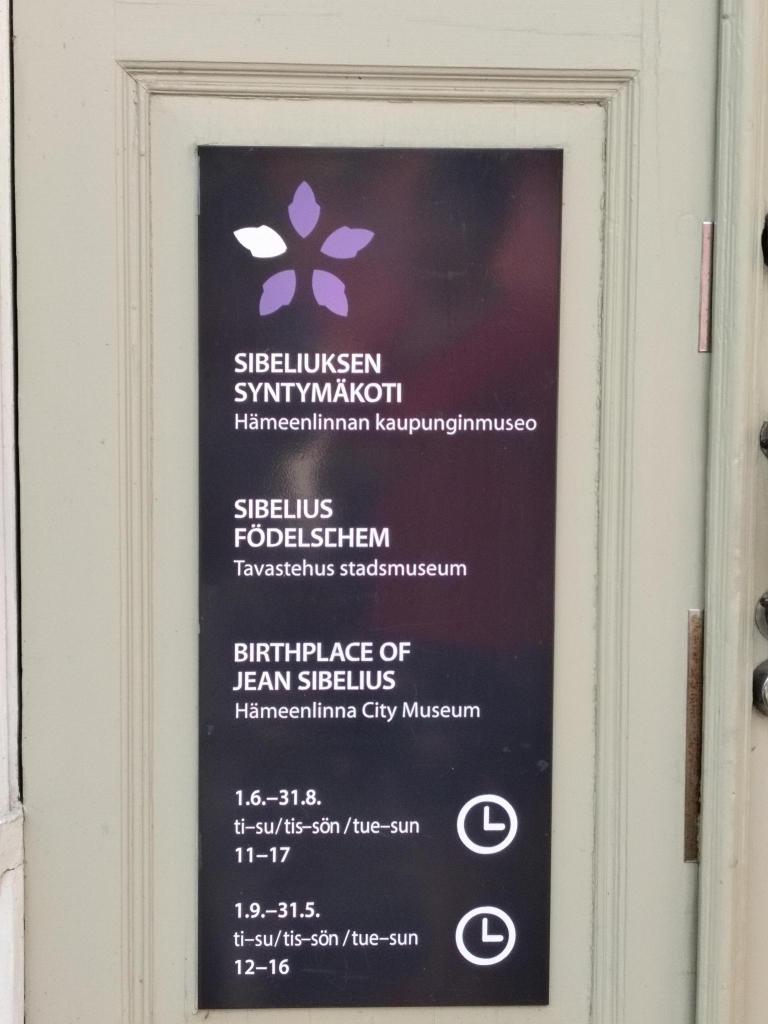 SIBELIUKSEN
SYNTYMÄKOTI
Hämeenlinnan kaupunginmuseo
SIBELIUS
FÖDELSEHEM
Tavastehus stadsmuseum
BIRTHPLACE OF
JEAN SIBELIUS
Hämeenlinna City Museum
1.6.–31.8.
ti–su/tis–sön/tue–sun
11–17
1.9.–31.5.
ti–su/tis–sön/tue–sun
12–16